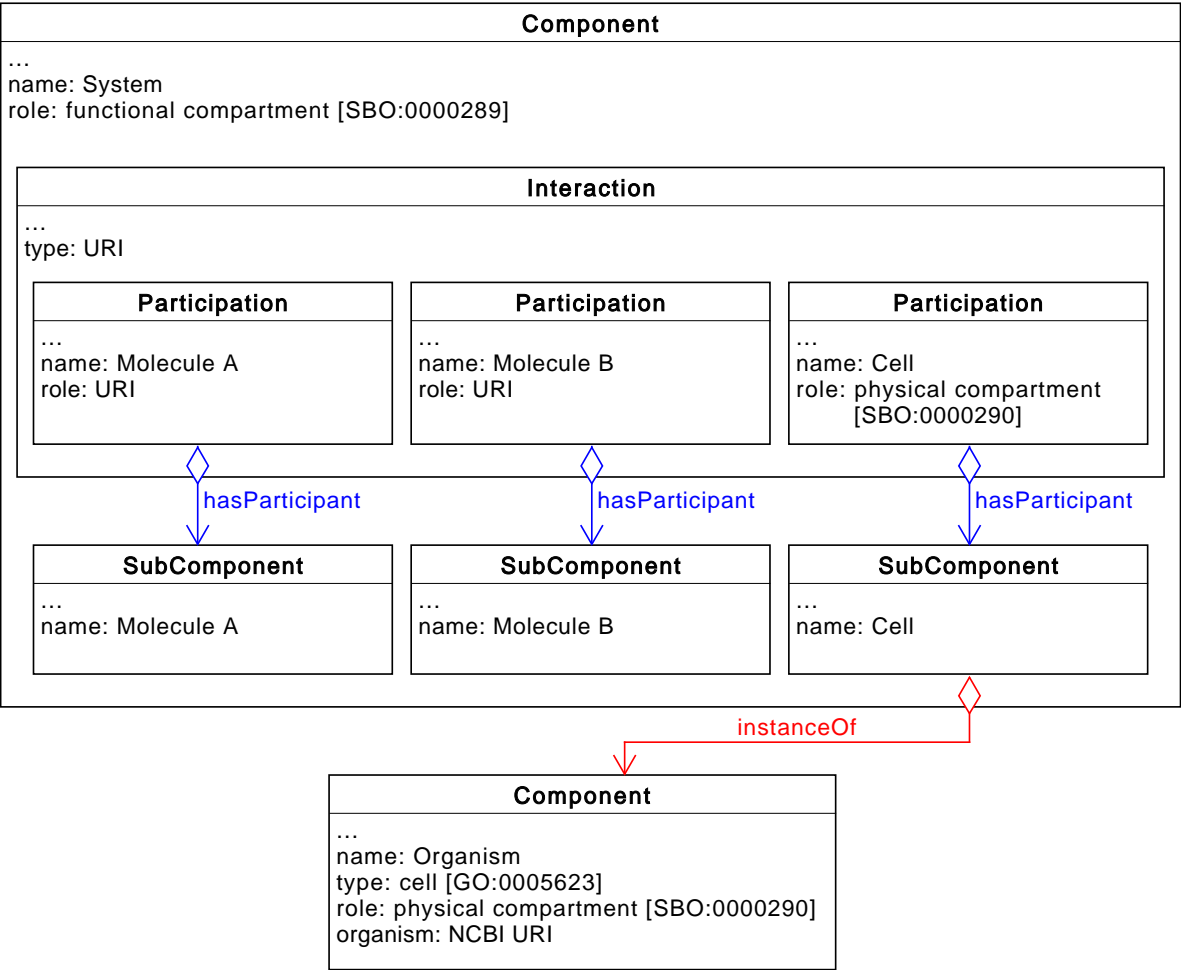 Component
...
name: System
role: functional compartment [SBO:0000289]
Interaction
...
type: URI
Participation
...
name: Molecule A
role: URI
Participation
...
name: Molecule B
role: URI
Participation
...
name: Cell
role: physical compartment
[SBO:0000290]
hasParticipant
hasParticipant
hasParticipant
SubComponent
...
name: Molecule A
SubComponent
...
name: Molecule B
SubComponent
...
name: Cell
instanceOf
Component
...
name: Organism
type: cell [GO:0005623]
role: physical compartment [SBO:0000290]
organism: NCBI URI